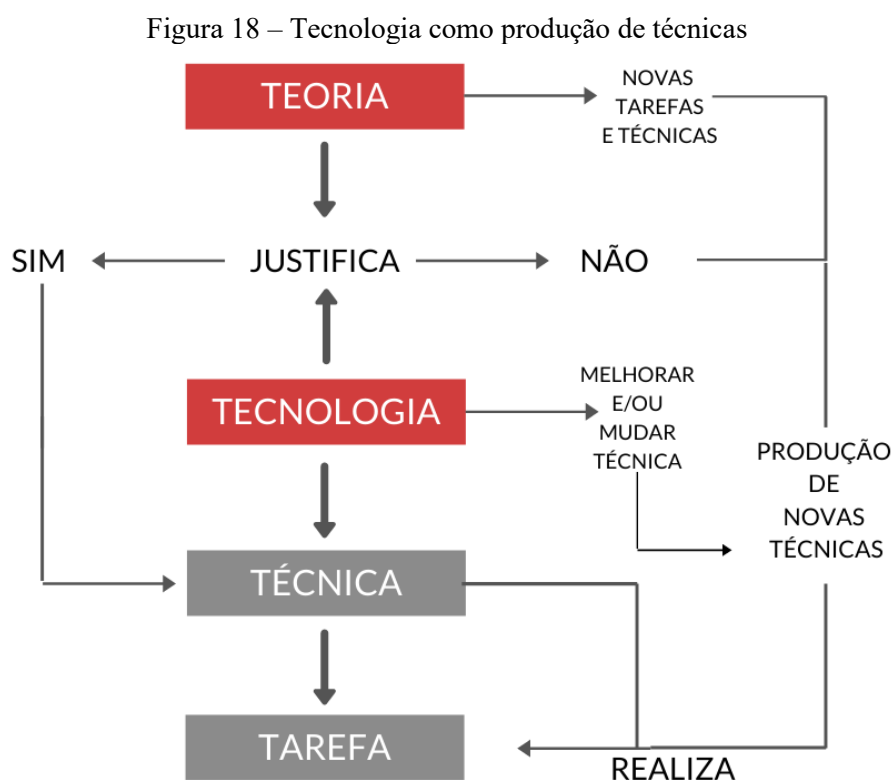 Figura 18 – Tecnologia como produção de técnicas
TEORIA
NOVAS
TAREFAS
E TÉCNICAS
SIM
JUSTIFICA
NÃO
TECNOLOGIA
MELHORAR
E/OU
MUDAR
TÉCNICA
PRODUÇÃO
DE
NOVAS
TÉCNICAS
TÉCNICA
TAREFA
REALIZA